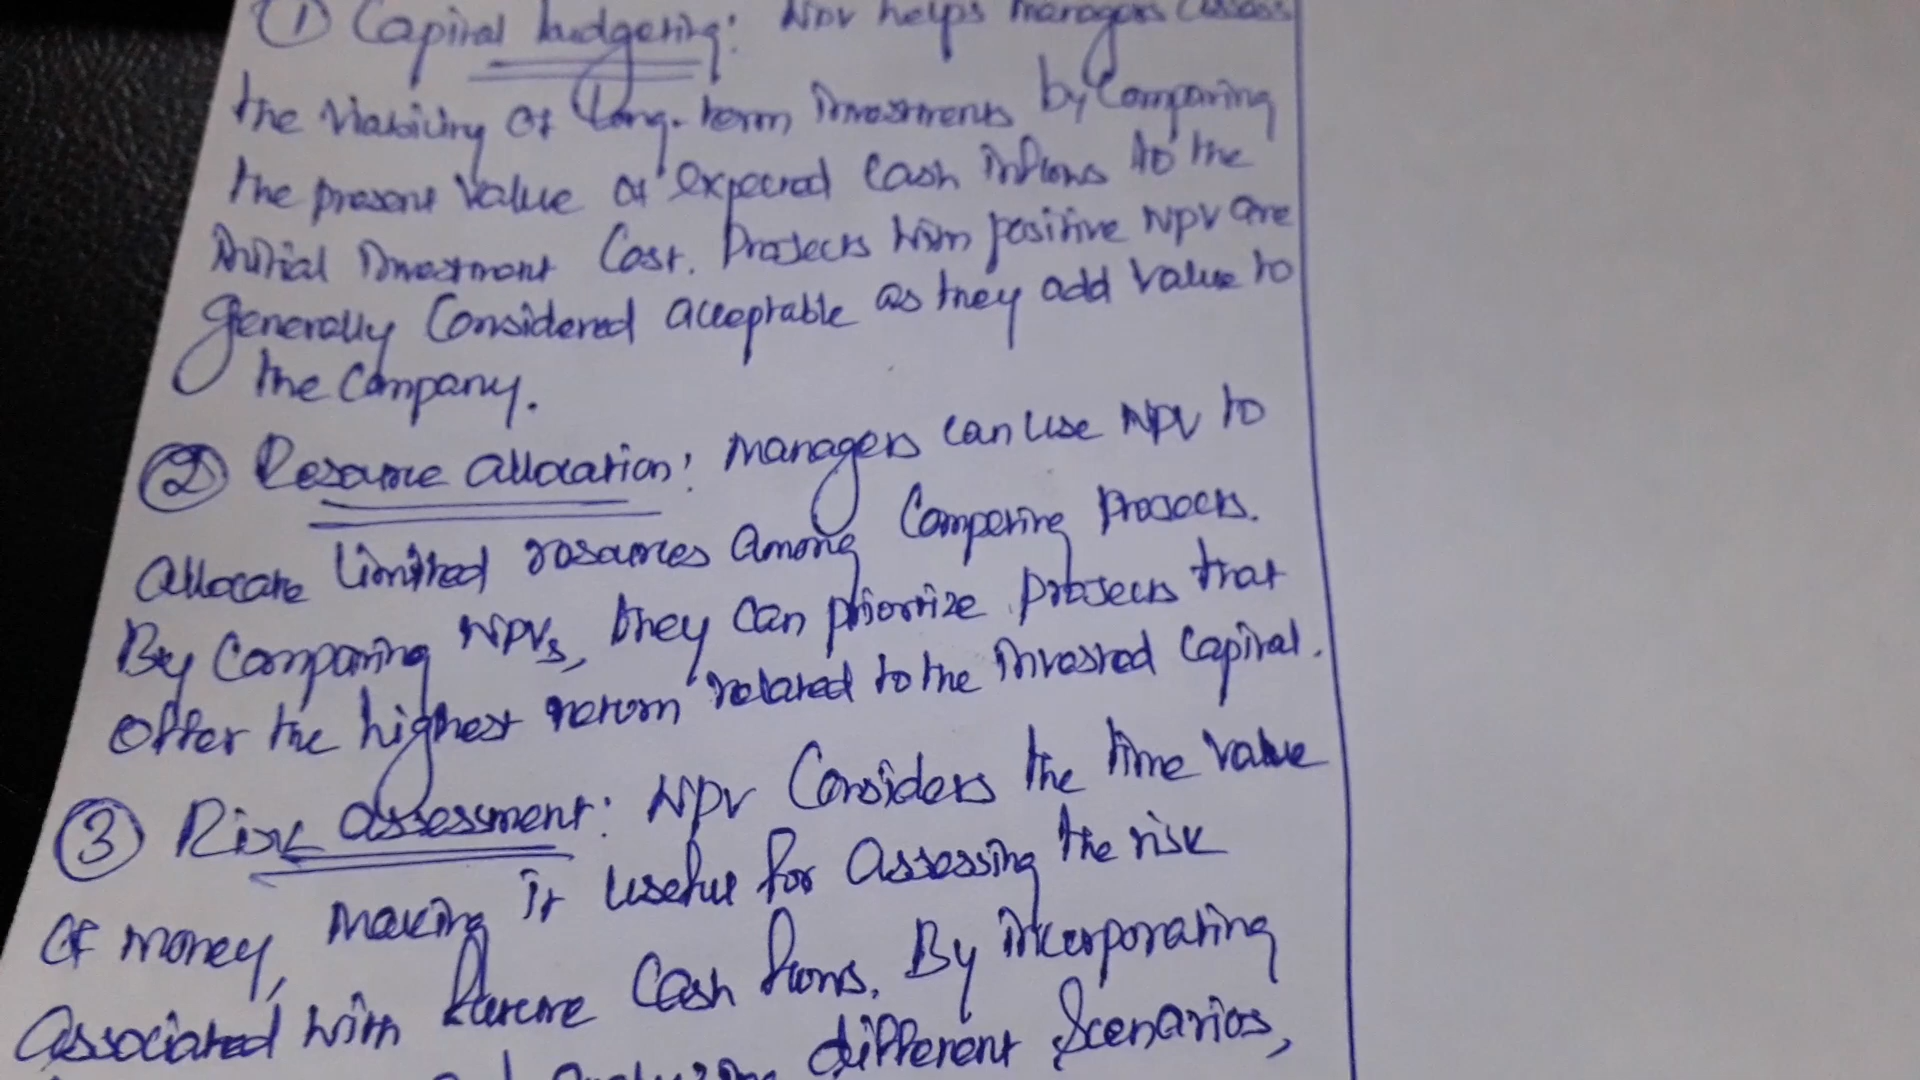 ① Capital budgeting: NPV helps managers assess
the viability of long-term investments by comparing
the present value of expected cash inflows to the
initial investment cost. Projects with positive NPV are
generally considered acceptable as they add value to
the company.
② Resource allocation: managers can use NPV to
allocate limited resources among competing projects.
By comparing NPVs, they can prioritize projects that
offer the highest return related to the invested capital.
③ Risk assessment: NPV considers the time value
of money, making it useful for assessing the risk
associated with future cash flows. By incorporating
different scenarios,